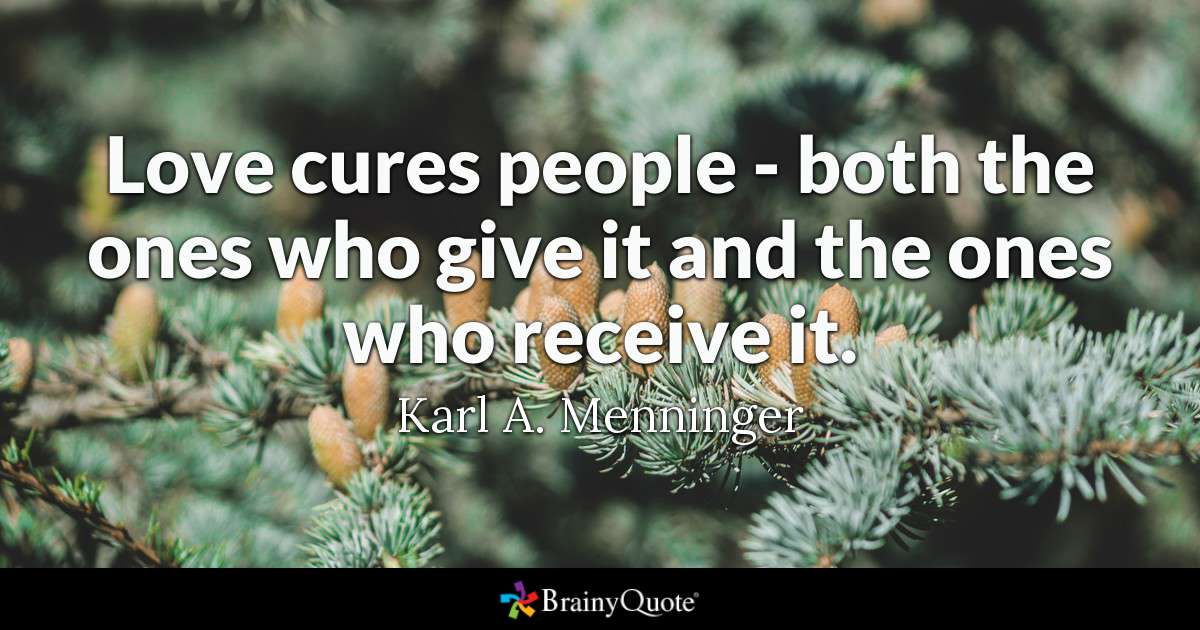 Love cures people - both the
ones who give it and the ones
who receive it.
Karl A. Menninger
BrainyQuote®